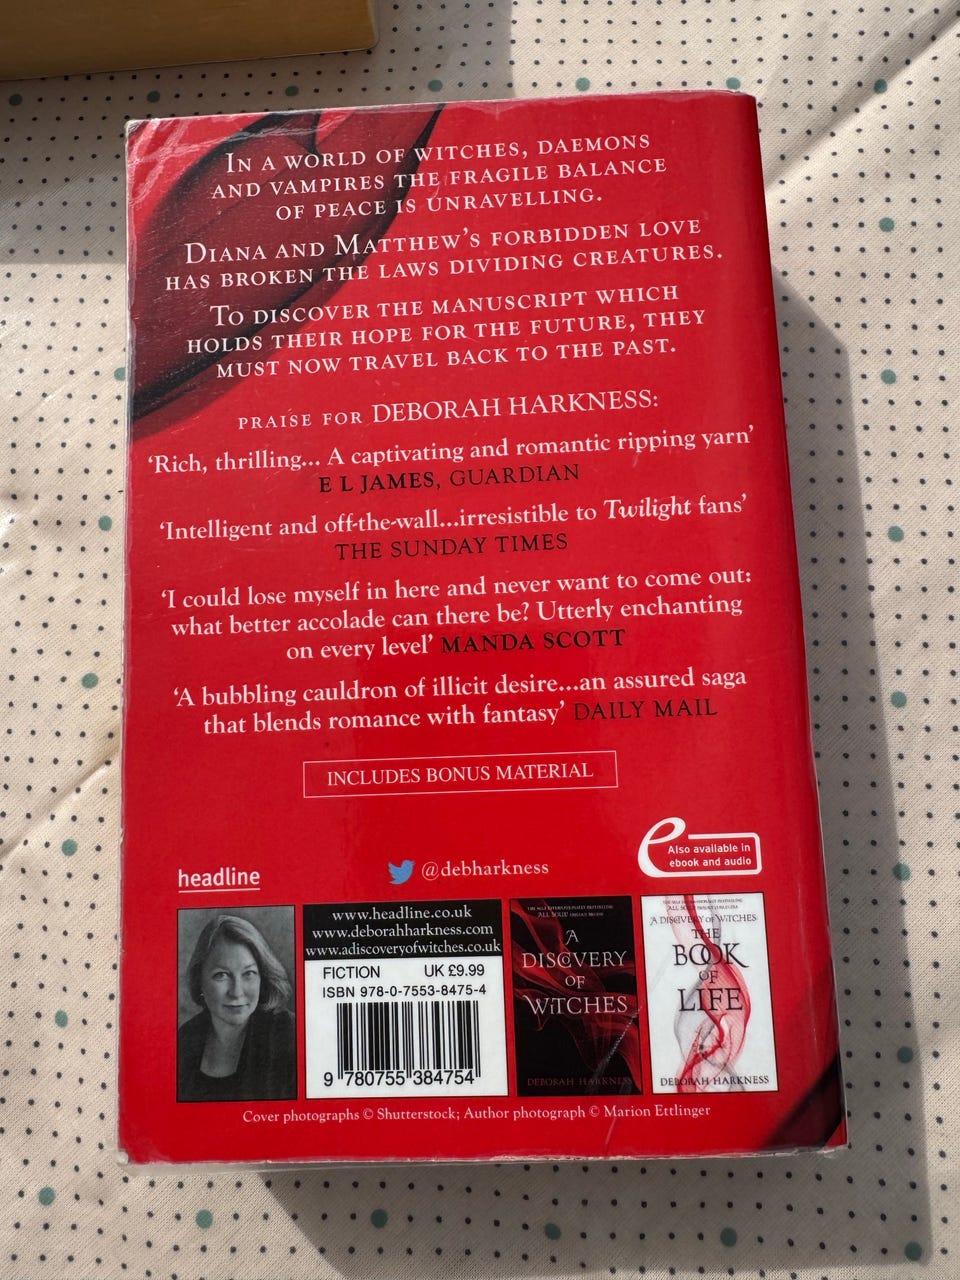 IN A WORLD OF WITCHES, DAEMONS
AND VAMPIRES THE FRAGILE BALANCE
OF PEACE IS UNRAVELLING.
DIANA AND MATTHEW'S FORBIDDEN LOVE
HAS BROKEN THE LAWS DIVIDING CREATURES.
TO DISCOVER THE MANUSCRIPT WHICH
HOLDS THEIR HOPE FOR THE FUTURE, THEY
MUST NOW TRAVEL BACK TO THE PAST.
PRAISE FOR DEBORAH HARKNESS:
‘Rich, thrilling... A captivating and romantic ripping yarn’
E L JAMES, GUARDIAN
‘Intelligent and off-the-wall...irresistible to Twilight fans’
THE SUNDAY TIMES
‘I could lose myself in here and never want to come out:
what better accolade can there be? Utterly enchanting
on every level’ MANDA SCOTT
‘A bubbling cauldron of illicit desire...an assured saga
that blends romance with fantasy’ DAILY MAIL
INCLUDES BONUS MATERIAL
headline
@debharkness
e Also available in
ebook and audio
www.headline.co.uk
www.deborahharkness.com
www.adiscoveryofwitches.co.uk
FICTION UK £9.99
ISBN 978-0-7553-8475-4
9 780755 384754
A
DISCOVERY
OF
WITCHES
DEBORAH HARKNESS
A DISCOVERY OF WITCHES
THE
BOOK
OF
LIFE
DEBORAH HARKNESS
Cover photographs © Shutterstock; Author photograph © Marion Ettlinger